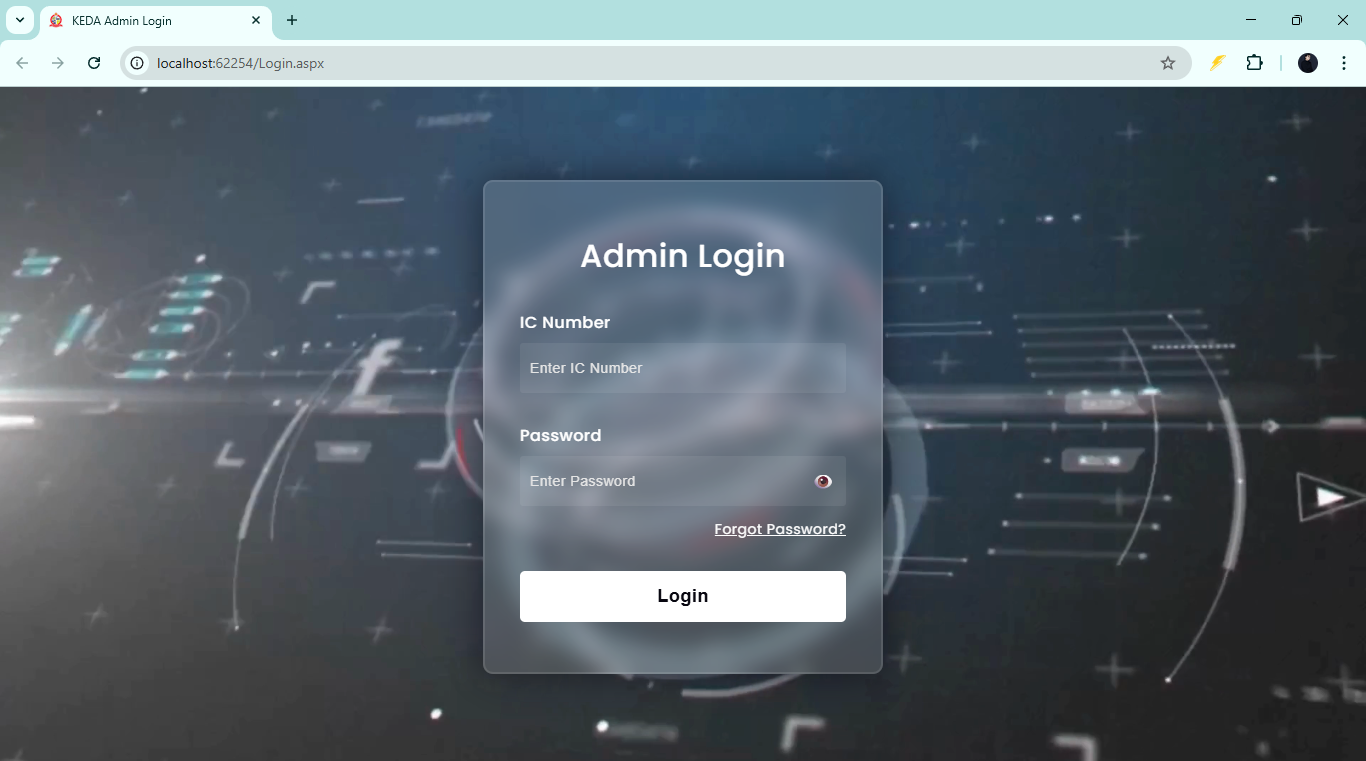 KEDA Admin Login
localhost:62254/Login.aspx
Admin Login
IC Number
Enter IC Number
Password
Enter Password
Forgot Password?
Login